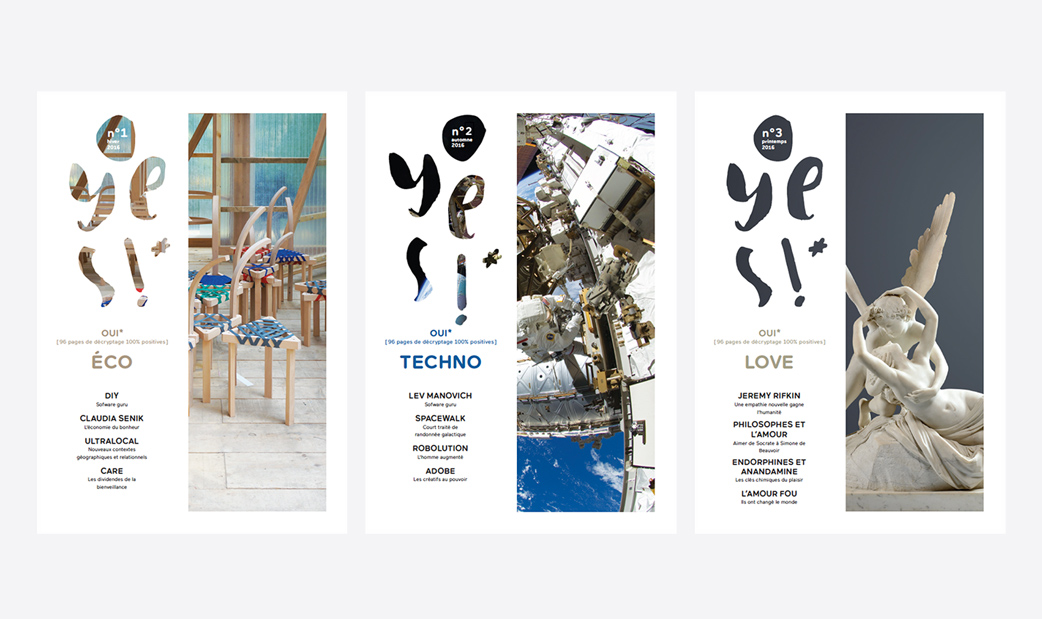 n°1
hiver
2016
ye
s!*
OUI*
[96 pages de décryptage 100% positives]
ÉCO
DIY
Sofware guru
CLAUDIA SENIK
L'économie du bonheur
ULTRALOCAL
Nouveaux contextes
géographiques et relationnels
CARE
Les dividendes de la
bienveillance
n°2
automne
2016
ye
s!*
OUI*
[96 pages de décryptage 100% positives]
TECHNO
LEV MANOVICH
Sofware guru
SPACEWALK
Court traité de
randonnée galactique
ROBOLUTION
L'homme augmenté
ADOBE
Les créatifs au pouvoir
n°3
printemps
2016
ye
s!*
OUI*
[96 pages de décryptage 100% positives]
LOVE
JEREMY RIFKIN
Une empathie nouvelle gagne
l'humanité
PHILOSOPHES ET
L'AMOUR
Aimer de Socrate à Simone de
Beauvoir
ENDORPHINES ET
ANANDAMINE
Les clés chimiques du plaisir
L'AMOUR FOU
Ils ont changé le monde